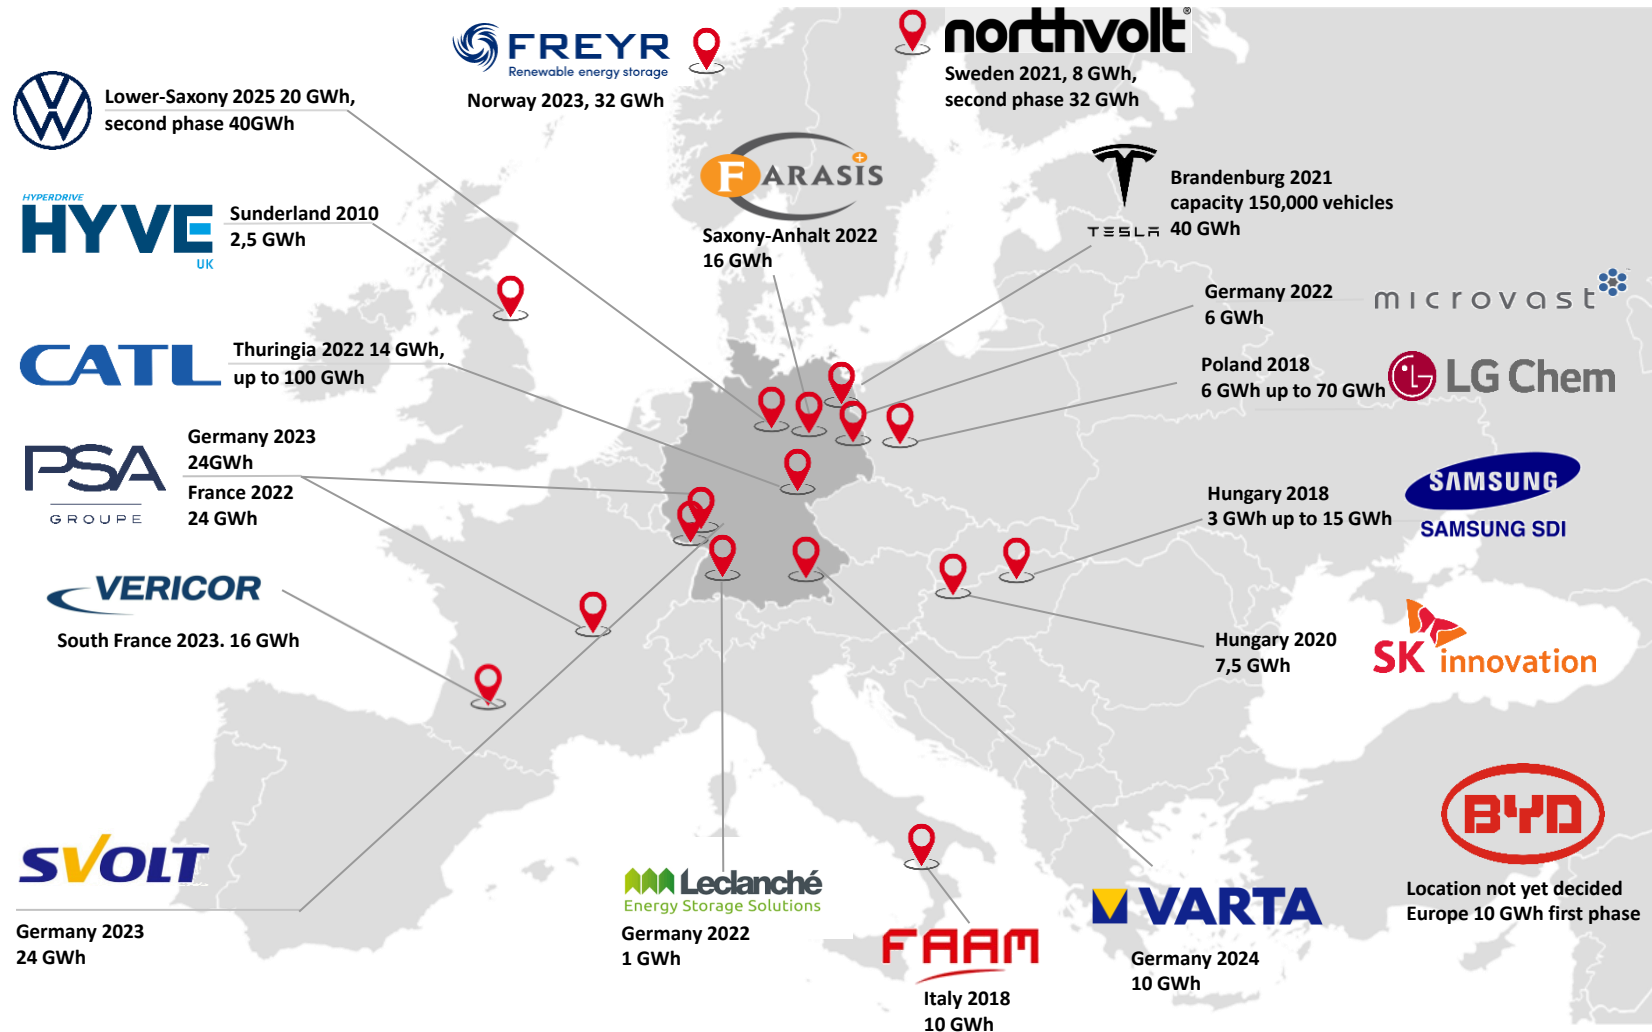 FREYR
Renewable energy storage
Norway 2023, 32 GWh
northvolt®
Sweden 2021, 8 GWh,
second phase 32 GWh
VW
Lower-Saxony 2025 20 GWh,
second phase 40GWh
FARASIS
Saxony-Anhalt 2022
16 GWh
TESLA
Brandenburg 2021
capacity 150,000 vehicles
40 GWh
HYPERDRIVE
HYVE
UK
Sunderland 2010
2,5 GWh
Germany 2022
6 GWh
microvast
CATL
Thuringia 2022 14 GWh,
up to 100 GWh
Poland 2018
6 GWh up to 70 GWh
LG Chem
PSA
GROUPE
Germany 2023
24GWh
France 2022
24 GWh
Hungary 2018
3 GWh up to 15 GWh
SAMSUNG
SAMSUNG SDI
VERICOR
South France 2023. 16 GWh
Hungary 2020
7,5 GWh
SK innovation
SVOLT
Germany 2023
24 GWh
Leclanché
Energy Storage Solutions
Germany 2022
1 GWh
FAAM
Italy 2018
10 GWh
VARTA
Germany 2024
10 GWh
BYD
Location not yet decided
Europe 10 GWh first phase